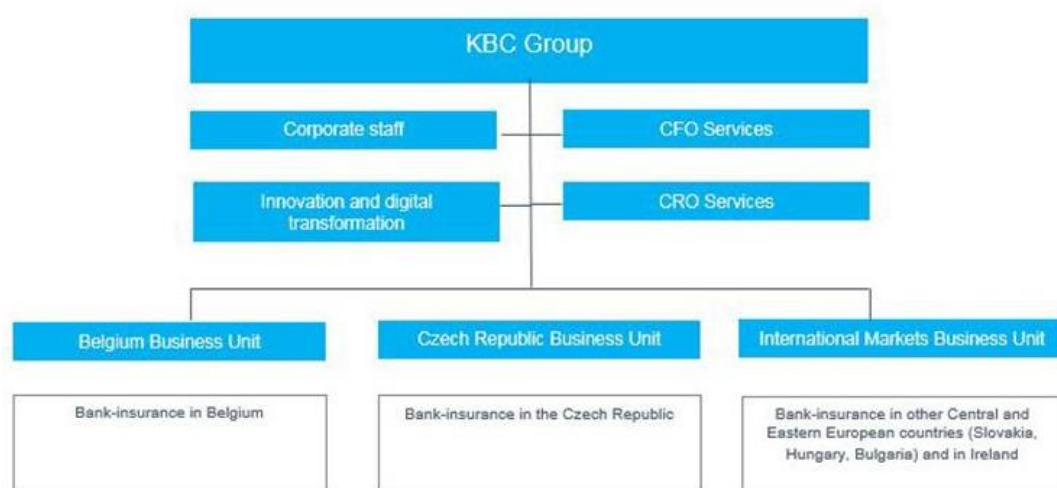 KBC Group
Corporate staff
CFO Services
Innovation and digital
transformation
CRO Services
Belgium Business Unit
Czech Republic Business Unit
International Markets Business Unit
Bank-insurance in Belgium
Bank-insurance in the Czech Republic
Bank-insurance in other Central and
Eastern European countries (Slovakia,
Hungary, Bulgaria) and in Ireland